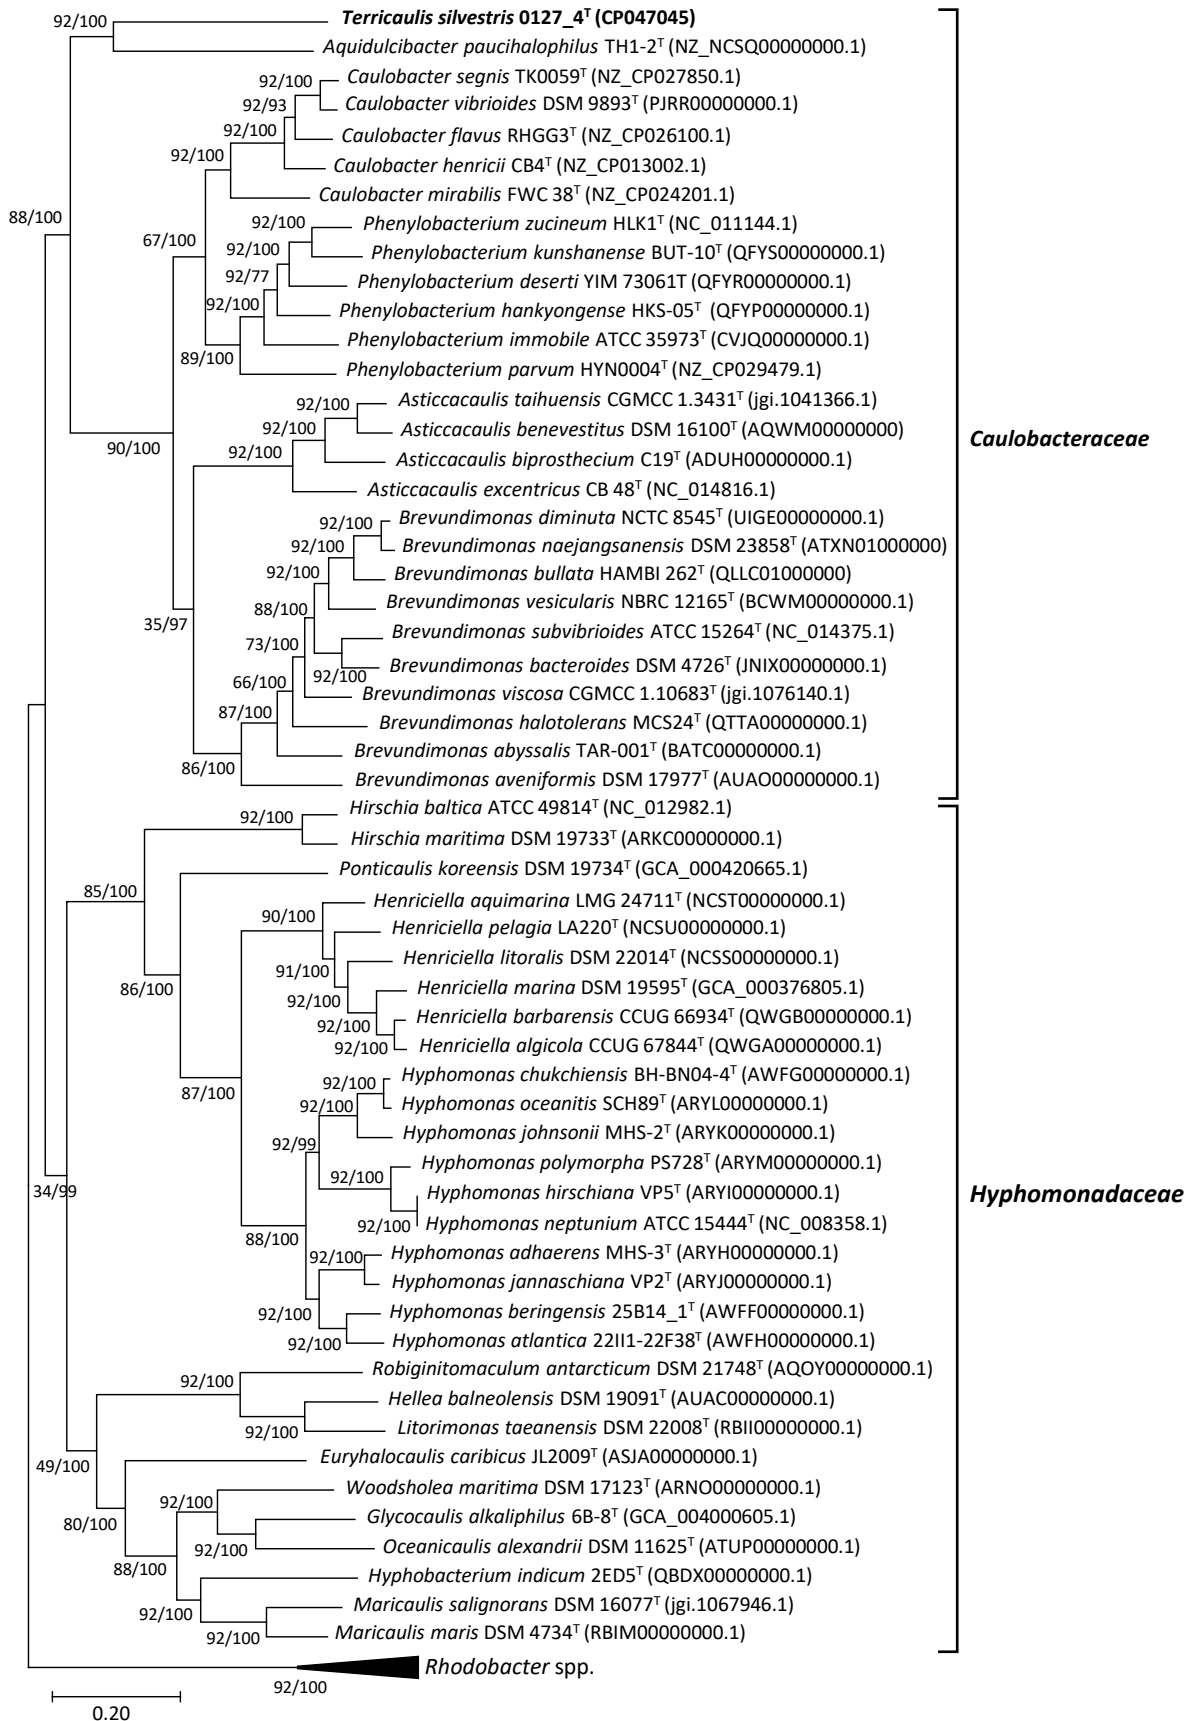 92/100
Terricaulis silvestris 0127_4T (CP047045)
Aquidulcibacter paucihalophilus TH1-2T (NZ_NCSQ00000000.1)
92/100
Caulobacter segnis TK0059T (NZ_CP027850.1)
92/93
Caulobacter vibrioides DSM 9893T (PJRR00000000.1)
92/100
Caulobacter flavus RHGG3T (NZ_CP026100.1)
92/100
Caulobacter henricii CB4T (NZ_CP013002.1)
Caulobacter mirabilis FWC 38T (NZ_CP024201.1)
88/100
92/100
Phenylobacterium zucineum HLK1T (NC_011144.1)
67/100
92/100
Phenylobacterium kunshanense BUT-10T (QFYS00000000.1)
92/77
Phenylobacterium deserti YIM 73061T (QFYR00000000.1)
92/100
Phenylobacterium hankyongense HKS-05T (QFYP00000000.1)
Phenylobacterium immobile ATCC 35973T (CVJQ00000000.1)
89/100
Phenylobacterium parvum HYN0004T (NZ_CP029479.1)
92/100
Asticcacaulis taihuensis CGMCC 1.3431T (jgi.1041366.1)
92/100
Asticcacaulis benevestitus DSM 16100T (AQWM00000000)
Caulobacteraceae
90/100
92/100
Asticcacaulis biprosthecium C19T (ADUH00000000.1)
Asticcacaulis excentricus CB 48T (NC_014816.1)
92/100
Brevundimonas diminuta NCTC 8545T (UIGE00000000.1)
92/100
Brevundimonas naejangsanensis DSM 23858T (ATXN01000000)
92/100
Brevundimonas bullata HAMBI 262T (QLLC01000000)
88/100
Brevundimonas vesicularis NBRC 12165T (BCWM00000000.1)
35/97
73/100
Brevundimonas subvibrioides ATCC 15264T (NC_014375.1)
92/100
Brevundimonas bacteroides DSM 4726T (JNIX00000000.1)
66/100
Brevundimonas viscosa CGMCC 1.10683T (jgi.1076140.1)
87/100
Brevundimonas halotolerans MCS24T (QTTA00000000.1)
Brevundimonas abyssalis TAR-001T (BATC00000000.1)
86/100
Brevundimonas aveniformis DSM 17977T (AUAO00000000.1)
92/100
Hirschia baltica ATCC 49814T (NC_012982.1)
Hirschia maritima DSM 19733T (ARKC00000000.1)
Ponticaulis koreensis DSM 19734T (GCA_000420665.1)
85/100
90/100
Henriciella aquimarina LMG 24711T (NCST00000000.1)
Henriciella pelagia LA220T (NCSU00000000.1)
91/100
Henriciella litoralis DSM 22014T (NCSS00000000.1)
86/100
92/100
Henriciella marina DSM 19595T (GCA_000376805.1)
92/100
Henriciella barbarensis CCUG 66934T (QWGB00000000.1)
92/100
Henriciella algicola CCUG 67844T (QWGA00000000.1)
87/100
92/100
Hyphomonas chukchiensis BH-BN04-4T (AWFG00000000.1)
92/100
Hyphomonas oceanitis SCH89T (ARYL00000000.1)
92/99
Hyphomonas johnsonii MHS-2T (ARYK00000000.1)
92/100
Hyphomonas polymorpha PS728T (ARYM00000000.1)
34/99
Hyphomonas hirschiana VP5T (ARYI00000000.1)
Hyphomonadaceae
92/100
Hyphomonas neptunium ATCC 15444T (NC_008358.1)
88/100
92/100
Hyphomonas adhaerens MHS-3T (ARYH00000000.1)
Hyphomonas jannaschiana VP2T (ARYJ00000000.1)
92/100
Hyphomonas beringensis 25B14_1T (AWFF00000000.1)
92/100
Hyphomonas atlantica 22II1-22F38T (AWFH00000000.1)
92/100
Robiginitomaculum antarcticum DSM 21748T (AQOY00000000.1)
Hellea balneolensis DSM 19091T (AUAC00000000.1)
92/100
Litorimonas taeanensis DSM 22008T (RBII00000000.1)
49/100
Euryhalocaulis caribicus JL2009T (ASJA00000000.1)
92/100
Woodsholea maritima DSM 17123T (ARNO00000000.1)
80/100
Glycocaulis alkaliphilus 6B-8T (GCA_004000605.1)
92/100
Oceanicaulis alexandrii DSM 11625T (ATUP00000000.1)
88/100
Hyphobacterium indicum 2ED5T (QBDX00000000.1)
92/100
Maricaulis salignorans DSM 16077T (jgi.1067946.1)
92/100
Maricaulis maris DSM 4734T (RBIM00000000.1)
Rhodobacter spp.
92/100
0.20